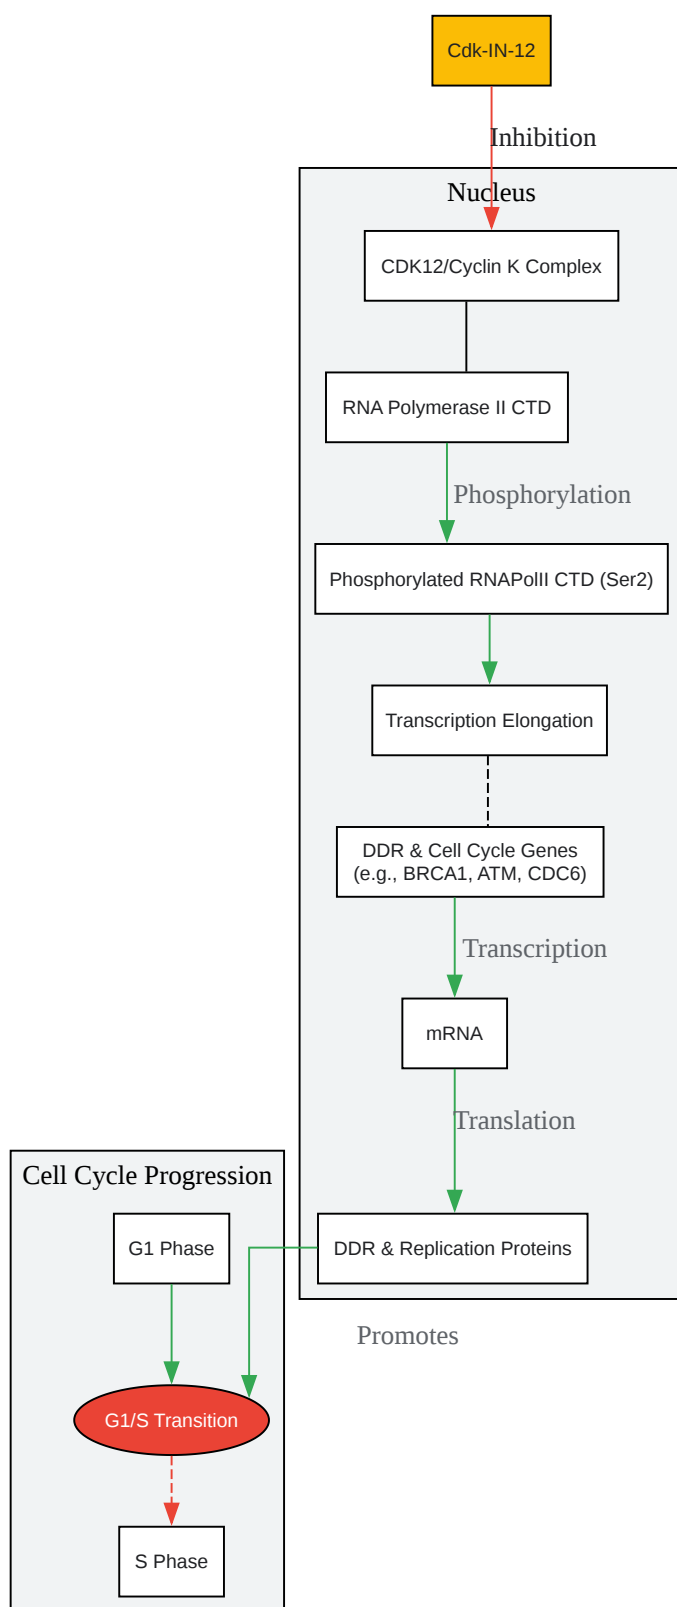 Cdk-IN-12
Inhibition
Nucleus
CDK12/Cyclin K Complex
RNA Polymerase II CTD
Phosphorylation
Phosphorylated RNAPolII CTD (Ser2)
Transcription Elongation
DDR & Cell Cycle Genes
(e.g., BRCA1, ATM, CDC6)
Transcription
mRNA
Translation
Cell Cycle Progression
G1 Phase
DDR & Replication Proteins
Promotes
G1/S Transition
S Phase